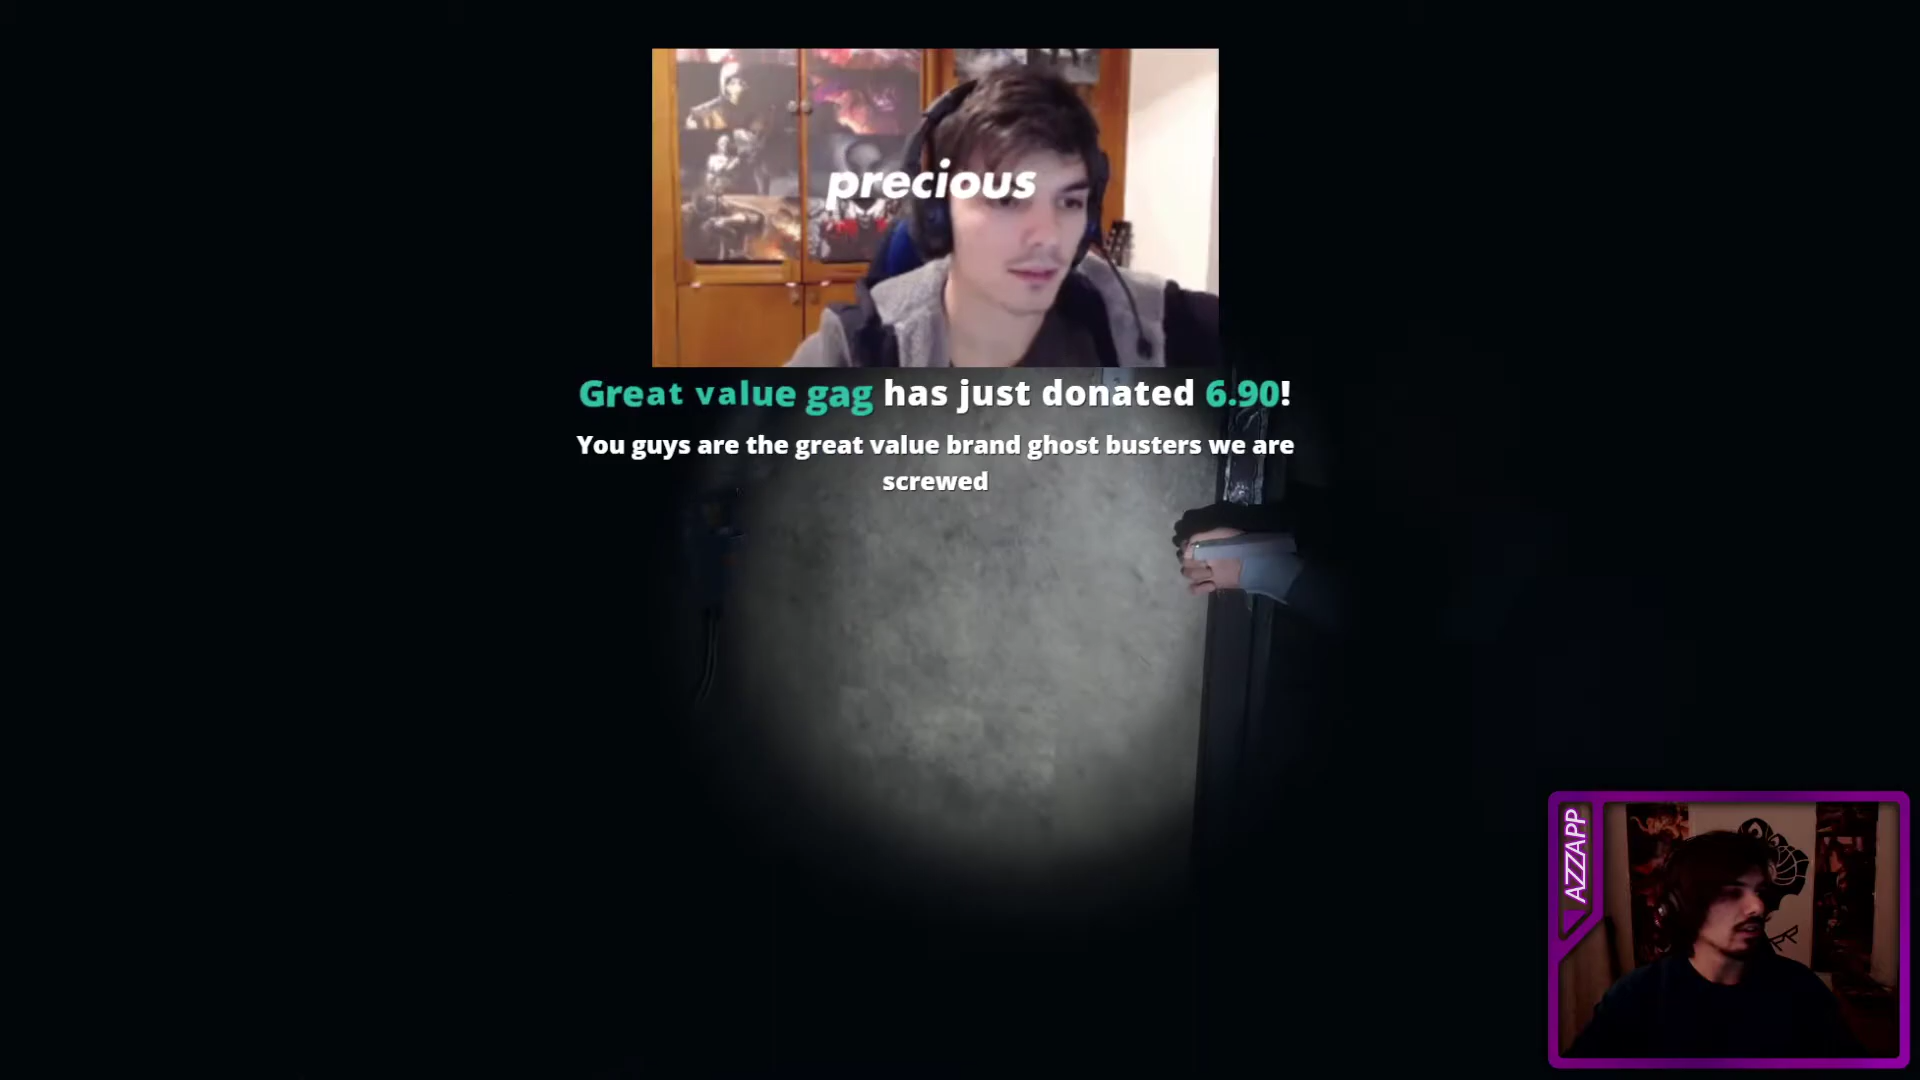 precious
Great value gag has just donated 6.90!
You guys are the great value brand ghost busters we are
screwed
AZZAPP